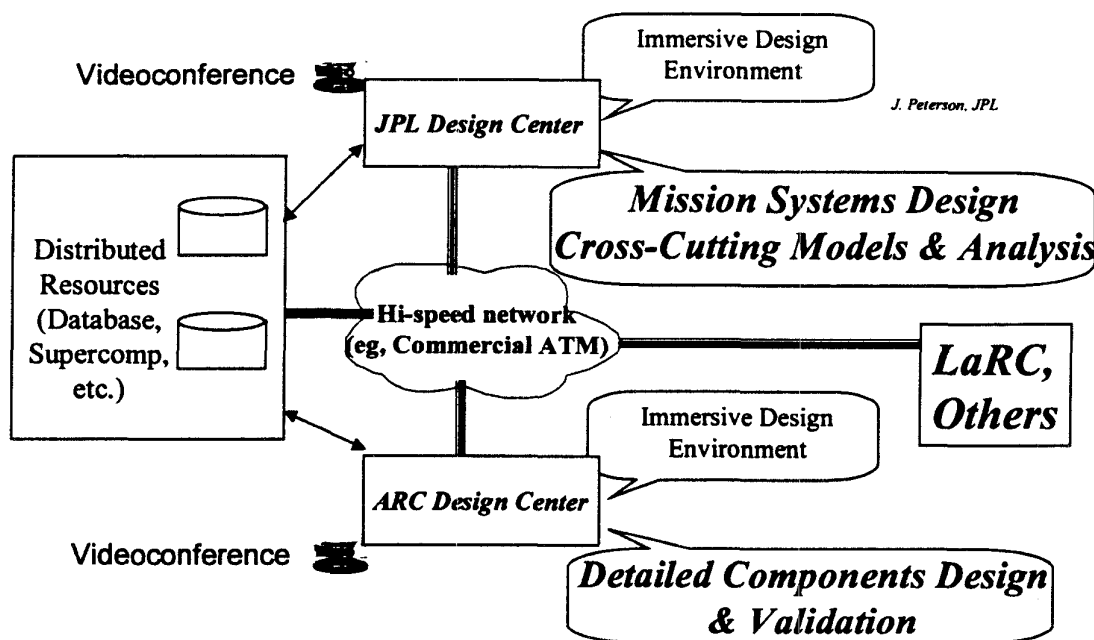 Immersive Design
Environment
Videoconference
J. Peterson, JPL
JPL Design Center
Mission Systems Design
Cross-Cutting Models & Analysis
Distributed
Resources
(Database,
Supercomp,
etc.)
Hi-speed network
(eg, Commercial ATM)
LaRC,
Others
Immersive Design
Environment
ARC Design Center
Videoconference
Detailed Components Design
& Validation